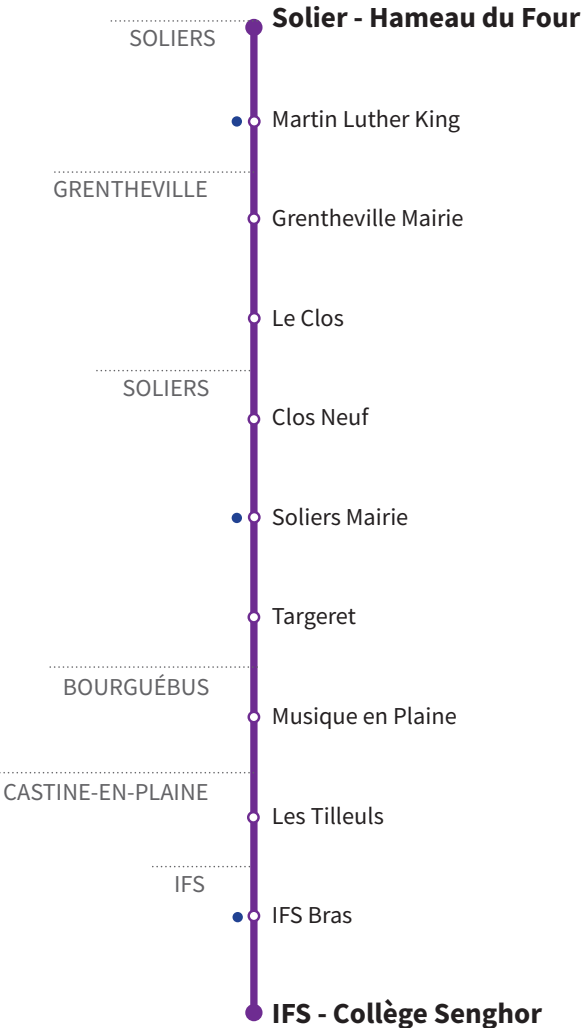 Solier - Hameau du Four
SOLIERS
Martin Luther King
GRENTHEVILLE
Grentheville Mairie
Le Clos
SOLIERS
Clos Neuf
Soliers Mairie
Targeret
BOURGUÉBUS
Musique en Plaine
CASTINE-EN-PLAINE
Les Tilleuls
IFS
IFS Bras
IFS - Collège Senghor